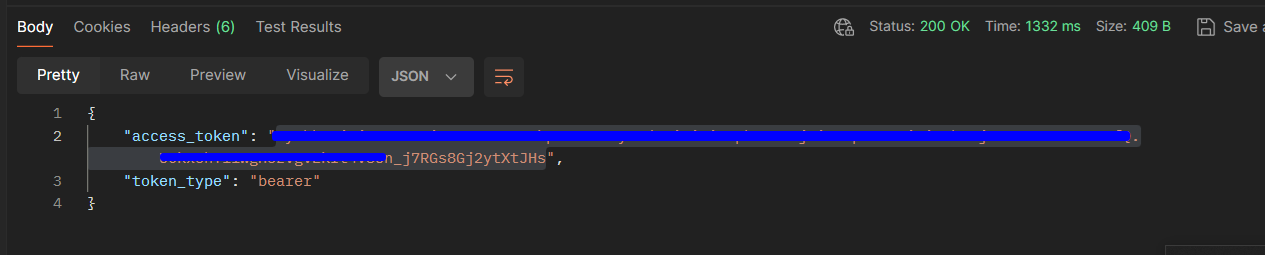 Body Cookies Headers (6) Test Results Status: 200 OK Time: 1332 ms Size: 409 B Save a
Pretty Raw Preview Visualize JSON
1 {
2 "access_token": "
_j7RGs8Gj2ytXtJHs",
3 "token_type": "bearer"
4 }